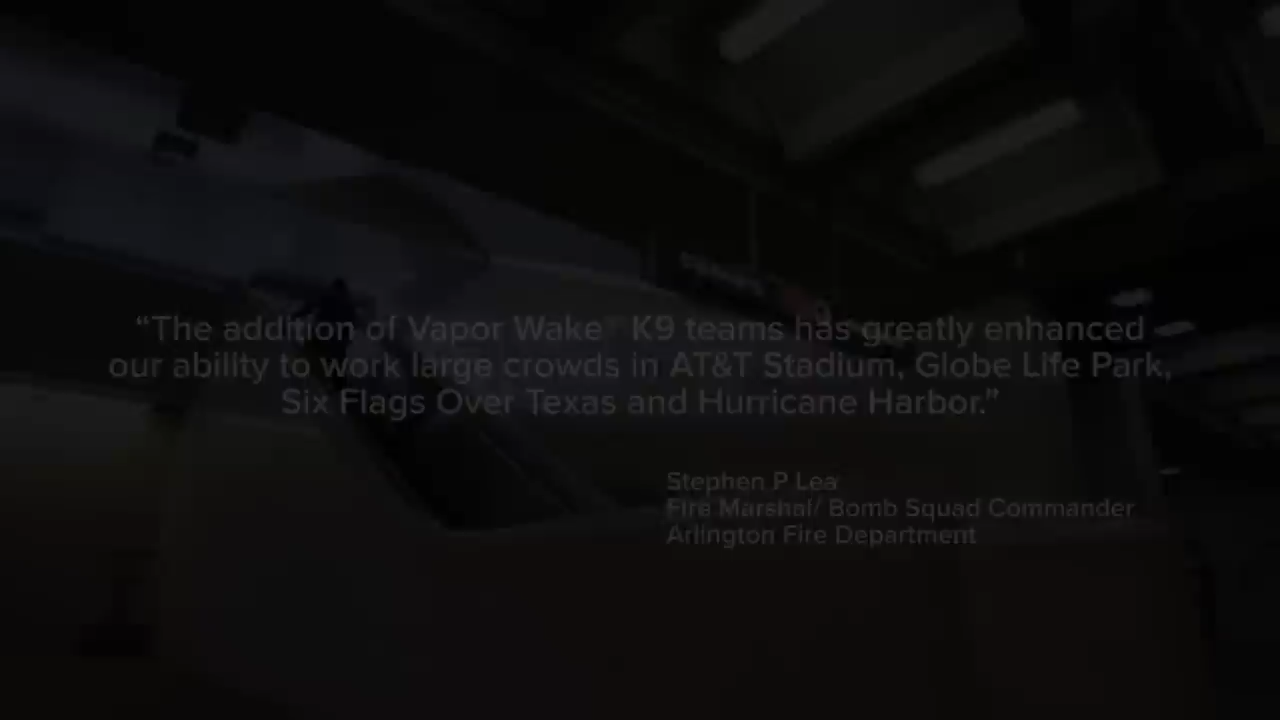 “The addition of Vapor Wake® K9 teams has greatly enhanced
our ability to work large crowds in AT&T Stadium, Globe Life Park,
Six Flags Over Texas and Hurricane Harbor.”
Stephen P Lea
Fire Marshal/ Bomb Squad Commander
Arlington Fire Department